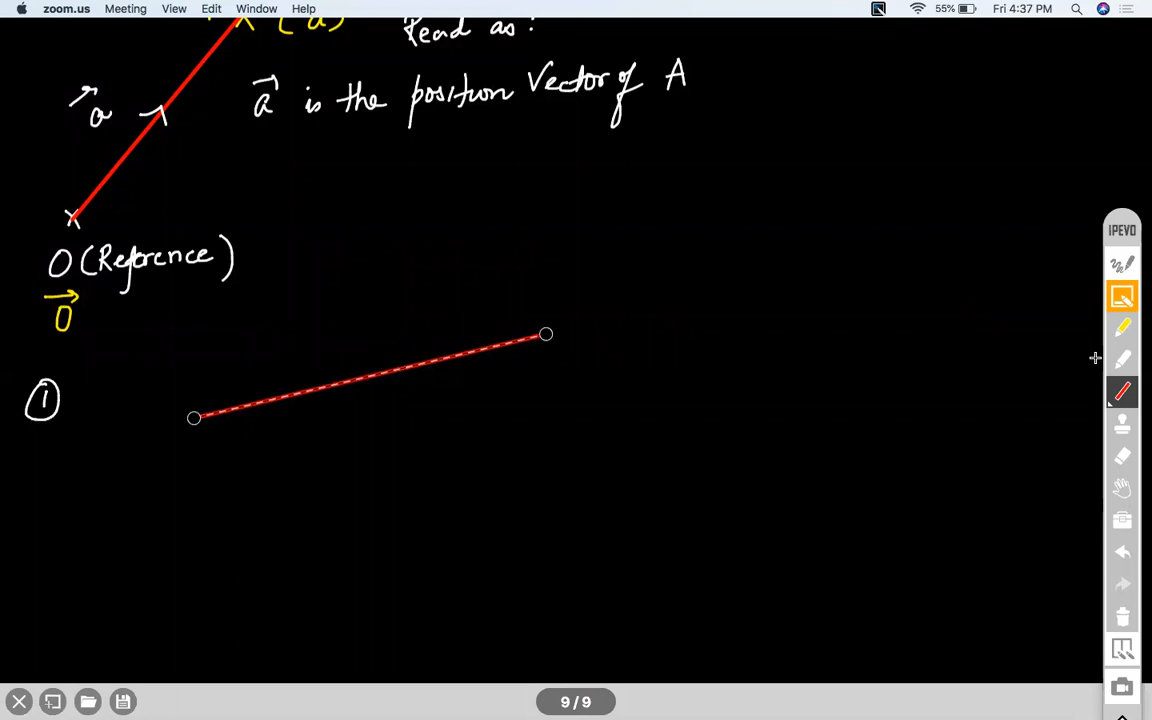 zoom.us Meeting View Edit Window Help 55% Fri 4:37 PM
X (a)
Read as:
a⃗ is the position Vector of A
a⃗
IPEVO
O (Reference)
0⃗
①
9 / 9